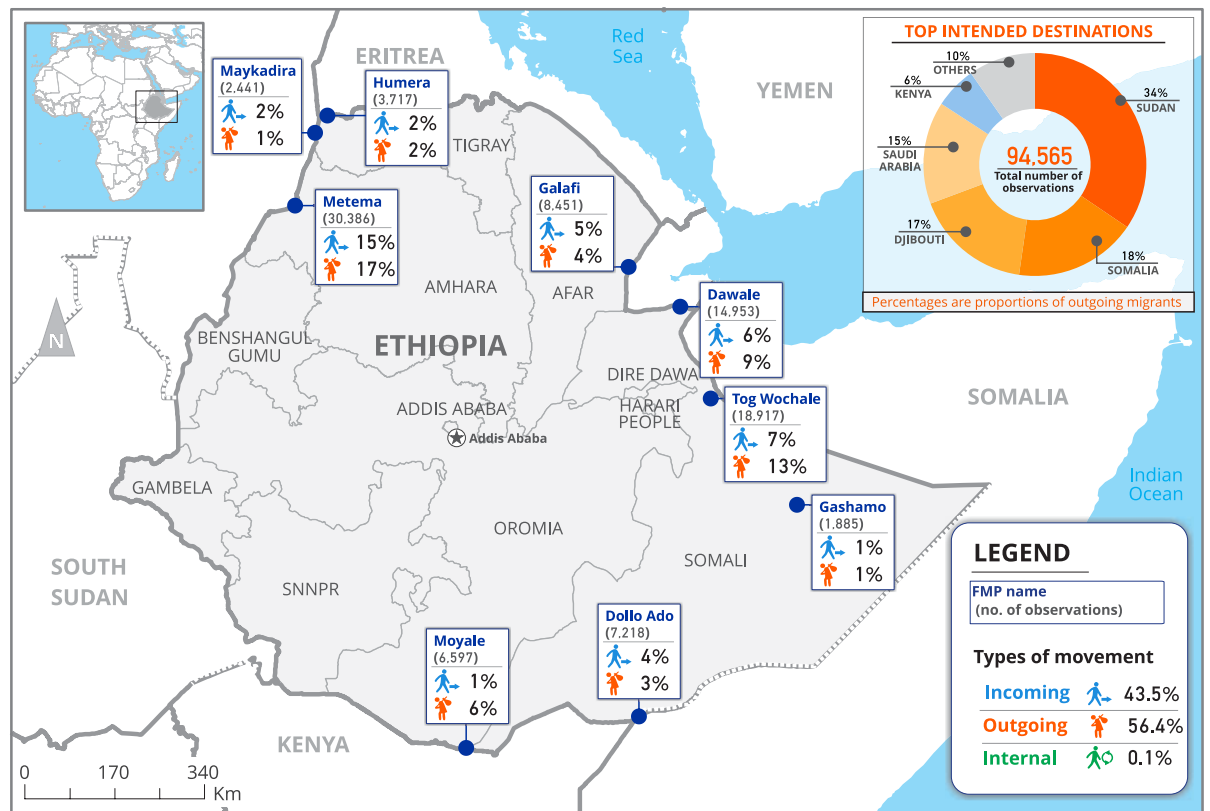 ERITREA
Red
Sea
YEMEN
Maykadira
(2.441)
2%
1%
Humera
(3.717)
2%
2%
TIGRAY
Metema
(30.386)
15%
17%
Galafi
(8.451)
5%
4%
AMHARA
AFAR
Dawale
(14.953)
6%
9%
BENSHANGUL
GUMU
ETHIOPIA
DIRE DAWA
HARARI
PEOPLE
ADDIS ABABA
Addis Ababa
Tog Wochale
(18.917)
7%
13%
SOMALIA
GAMBELA
OROMIA
SOMALI
Gashamo
(1.885)
1%
1%
Indian
Ocean
SOUTH
SUDAN
SNNPR
Moyale
(6.597)
1%
6%
Dollo Ado
(7.218)
4%
3%
KENYA
N
0 170 340
Km
TOP INTENDED DESTINATIONS
10%
OTHERS
6%
KENYA
34%
SUDAN
15%
SAUDI
ARABIA
94,565
Total number of
observations
17%
DJIBOUTI
18%
SOMALIA
Percentages are proportions of outgoing migrants
LEGEND
FMP name
(no. of observations)
Types of movement
Incoming 43.5%
Outgoing 56.4%
Internal 0.1%